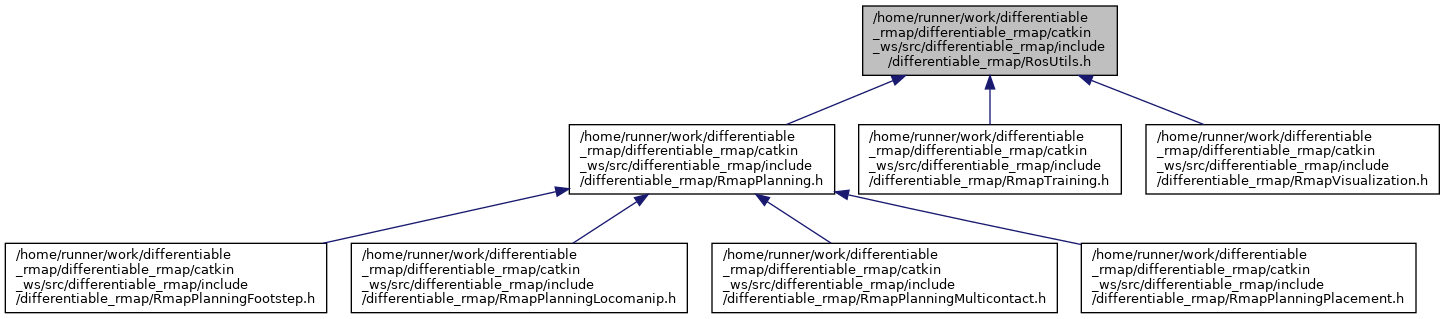 /home/runner/work/differentiable
_rmap/differentiable_rmap/catkin
_ws/src/differentiable_rmap/include
/differentiable_rmap/RosUtils.h
/home/runner/work/differentiable
_rmap/differentiable_rmap/catkin
_ws/src/differentiable_rmap/include
/differentiable_rmap/RmapPlanning.h
/home/runner/work/differentiable
_rmap/differentiable_rmap/catkin
_ws/src/differentiable_rmap/include
/differentiable_rmap/RmapTraining.h
/home/runner/work/differentiable
_rmap/differentiable_rmap/catkin
_ws/src/differentiable_rmap/include
/differentiable_rmap/RmapVisualization.h
/home/runner/work/differentiable
_rmap/differentiable_rmap/catkin
_ws/src/differentiable_rmap/include
/differentiable_rmap/RmapPlanningFootstep.h
/home/runner/work/differentiable
_rmap/differentiable_rmap/catkin
_ws/src/differentiable_rmap/include
/differentiable_rmap/RmapPlanningLocomanip.h
/home/runner/work/differentiable
_rmap/differentiable_rmap/catkin
_ws/src/differentiable_rmap/include
/differentiable_rmap/RmapPlanningMulticontact.h
/home/runner/work/differentiable
_rmap/differentiable_rmap/catkin
_ws/src/differentiable_rmap/include
/differentiable_rmap/RmapPlanningPlacement.h